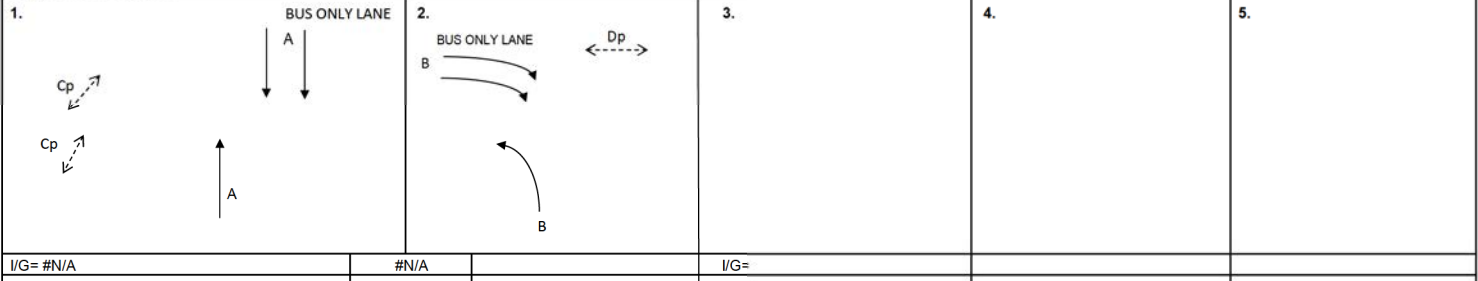 1.
BUS ONLY LANE
A
Cp
Cp
A
2.
BUS ONLY LANE
Dp
B
B
3.
4.
5.
I/G= #N/A
#N/A
I/G=